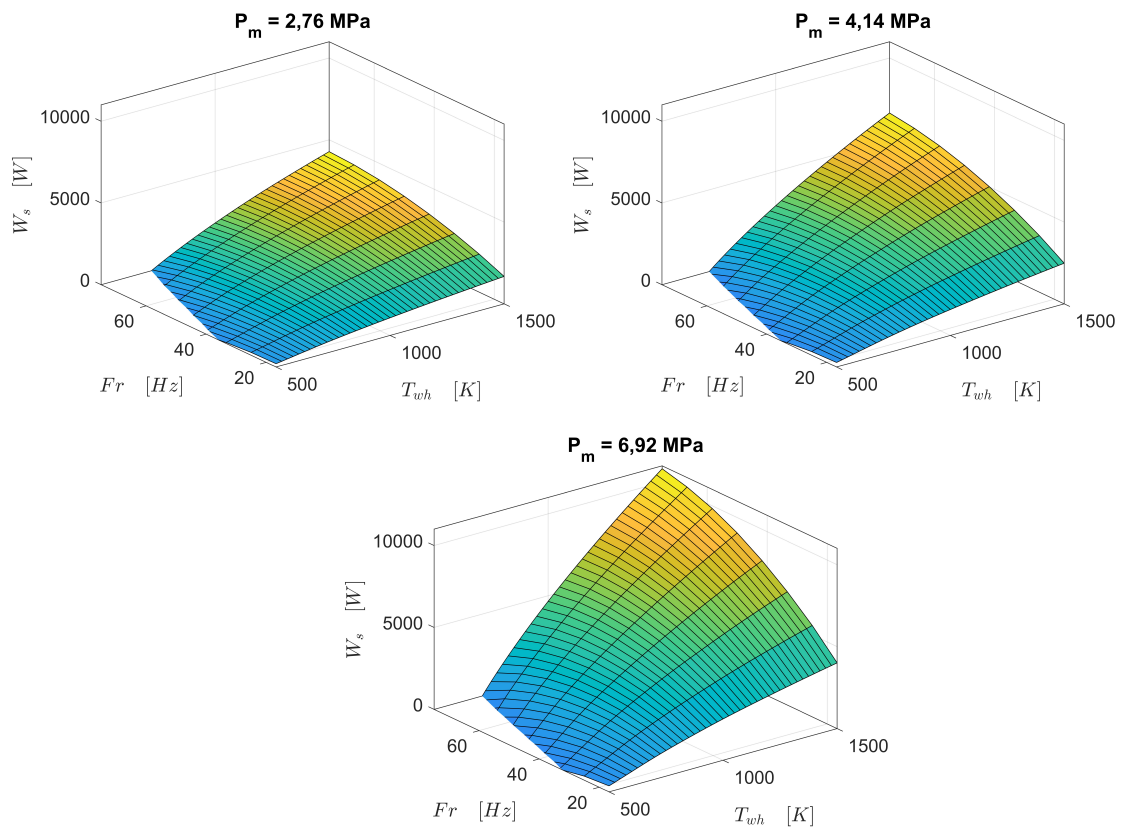 P_m = 2,76 MPa
10000
5000
0
W_s [W]
60
40
20
Fr [Hz]
500
1000
1500
T_wh [K]
P_m = 4,14 MPa
10000
5000
0
W_s [W]
60
40
20
Fr [Hz]
500
1000
1500
T_wh [K]
P_m = 6,92 MPa
10000
5000
0
W_s [W]
60
40
20
Fr [Hz]
500
1000
1500
T_wh [K]